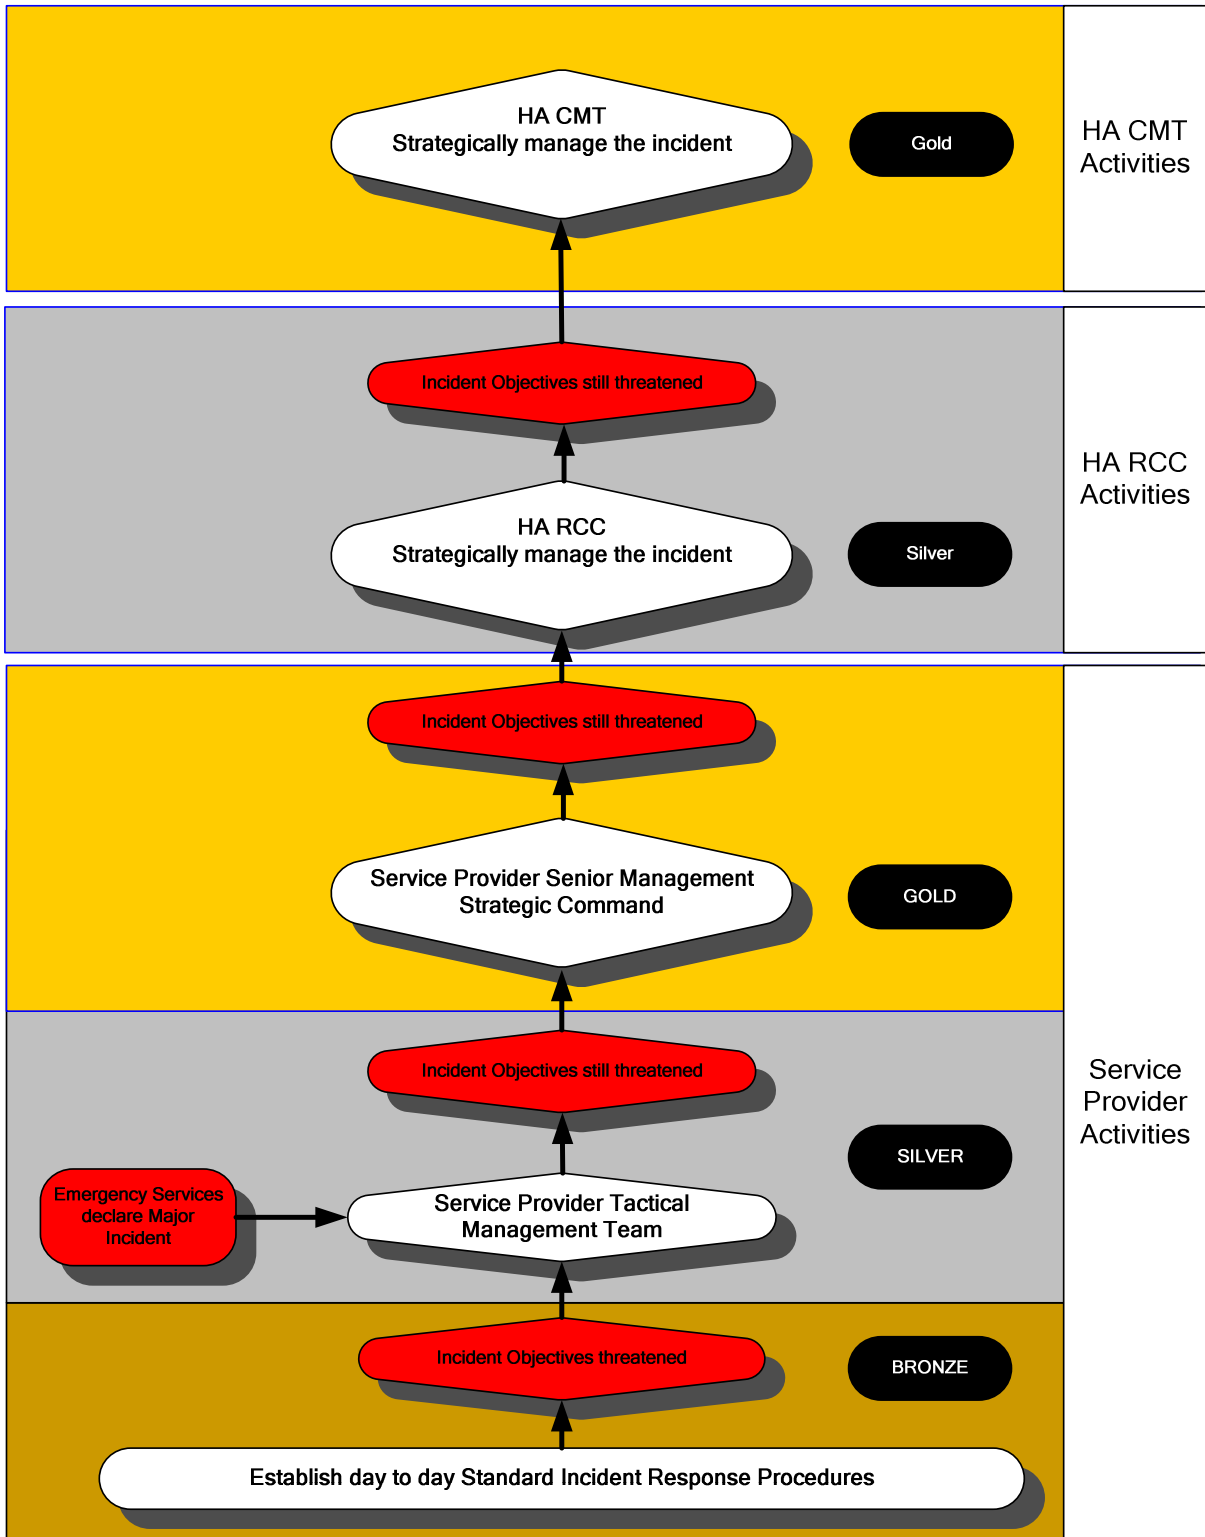 HA CMT
Strategically manage the incident
Gold
HA CMT
Activities
Incident Objectives still threatened
HA RCC
Strategically manage the incident
Silver
HA RCC
Activities
Incident Objectives still threatened
Service Provider Senior Management
Strategic Command
GOLD
Incident Objectives still threatened
Service
Provider
Activities
SILVER
Emergency Services
declare Major
Incident
Service Provider Tactical
Management Team
Incident Objectives threatened
BRONZE
Establish day to day Standard Incident Response Procedures